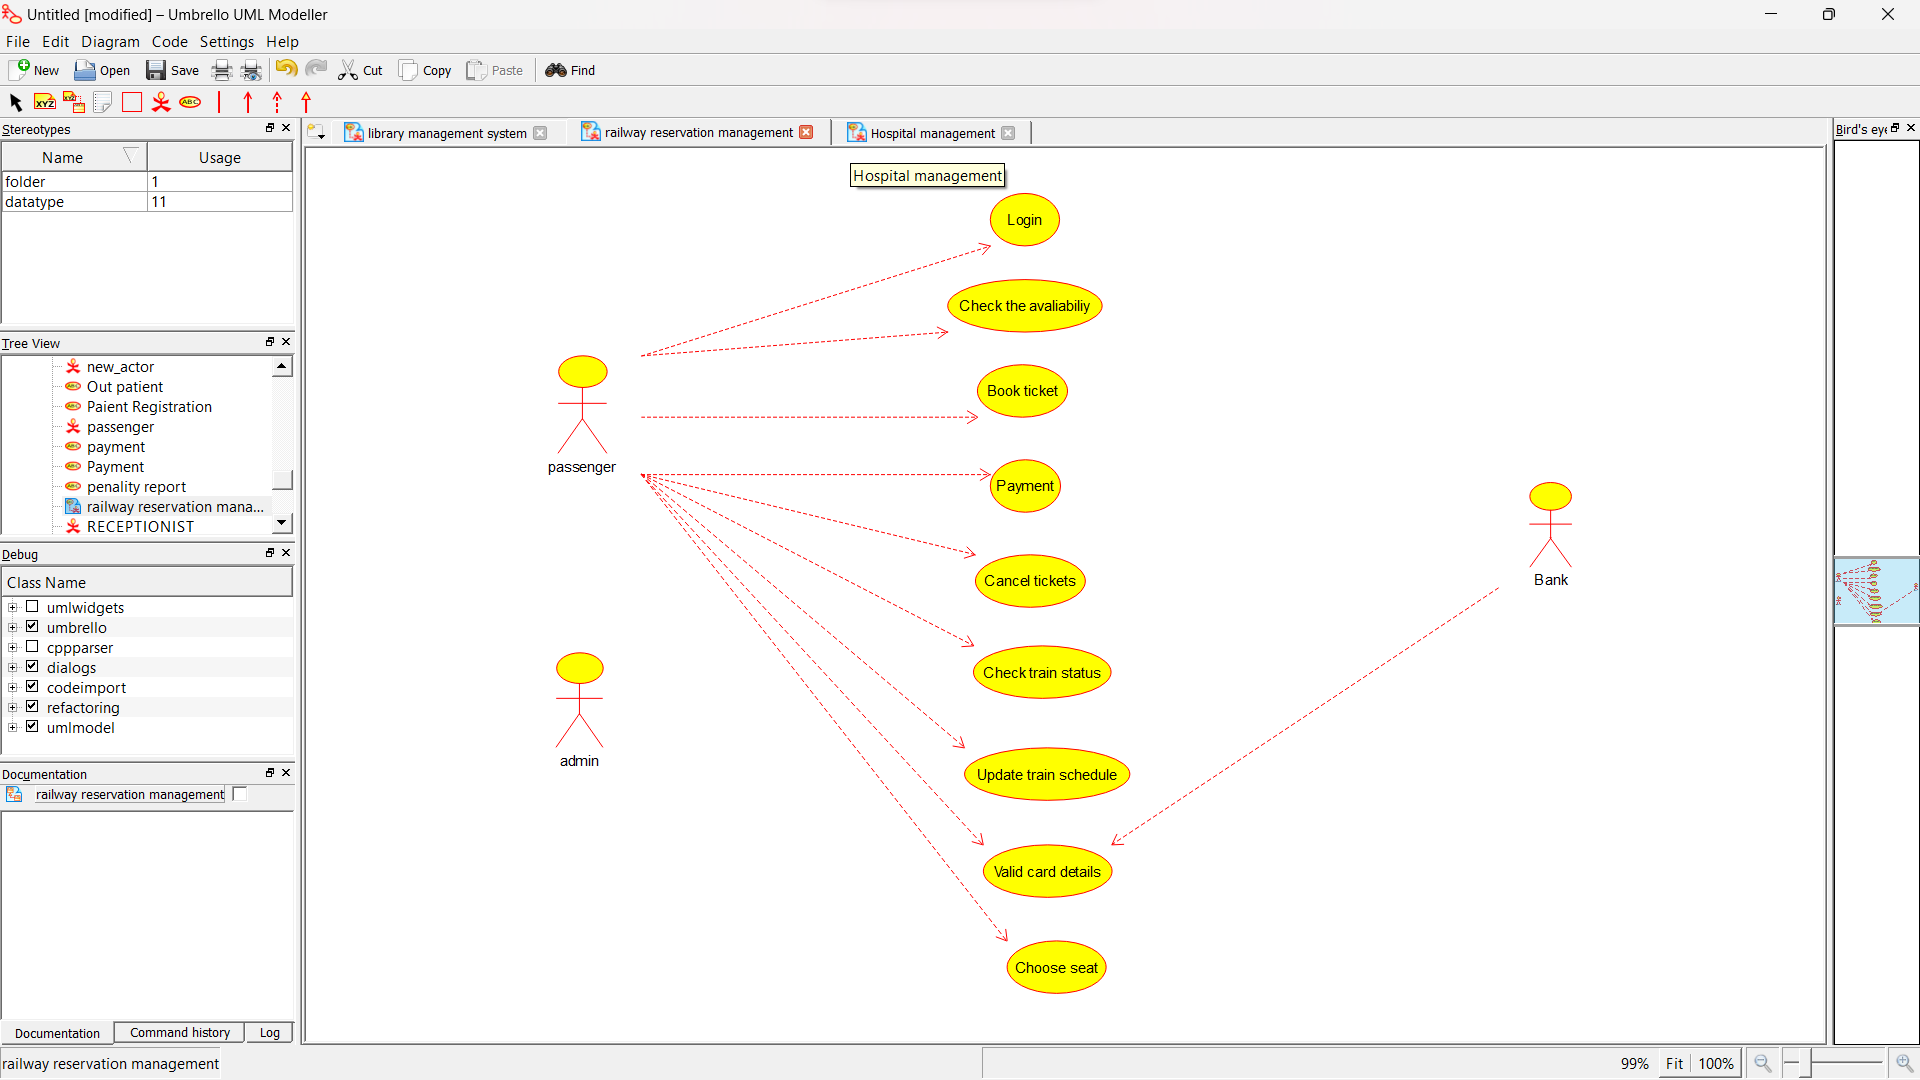 Untitled [modified] – Umbrello UML Modeller
File Edit Diagram Code Settings Help
New Open Save Cut Copy Paste Find
XYZ XYZ ABC
Stereotypes
Name Usage
folder 1
datatype 11
Tree View
new_actor
Out patient
Paient Registration
passenger
payment
Payment
penality report
railway reservation mana...
RECEPTIONIST
Debug
Class Name
umlwidgets
umbrello
cppparser
dialogs
codeimport
refactoring
umlmodel
Documentation
railway reservation management
Documentation Command history Log
railway reservation management
library management system railway reservation management Hospital management
Hospital management
Login
Check the avaliabiliy
Book ticket
passenger
Payment
Cancel tickets
Bank
Check train status
admin
Update train schedule
Valid card details
Choose seat
Bird's eye
99% Fit 100%